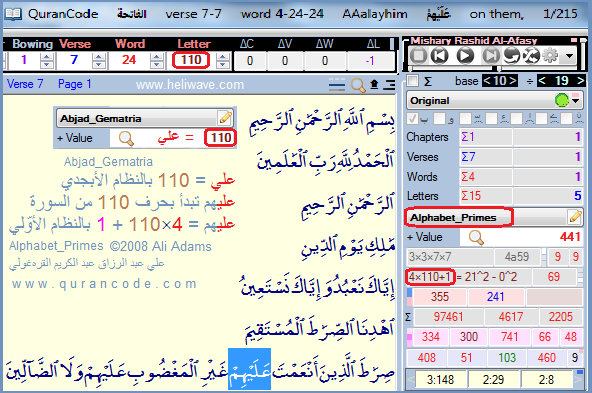 QuranCode الفاتحة verse 7-7 word 4-24-24 AAalayhim عَلَيْهِمْ on them, 1/215
Bowing Verse Word Letter ΔC ΔV ΔW ΔL
1 7 24 110 0 0 0 -1
Mishary Rashid Al-Afasy
Verse 7 Page 1 www.heliwave.com
Σ base < 10 > ÷ < 19 >
Original
Chapters Σ1 1
Verses Σ7 1
Words Σ4 1
Letters Σ15 5
Abjad_Gematria
+ Value علي = 110
Abjad_Gematria
علي = 110 بالنظام الأبجدي
عليهم تبدأ بحرف 110 من السورة
عليهم = 4×110 + 1 بالنظام الأوّلي
Alphabet_Primes ©2008 Ali Adams
علي عبد الرزاق عبد الكريم القره‌غولي
www.qurancode.com
بِسْمِ ٱللَّهِ ٱلرَّحْمَٰنِ ٱلرَّحِيمِ
ٱلْحَمْدُ لِلَّهِ رَبِّ ٱلْعَٰلَمِينَ
ٱلرَّحْمَٰنِ ٱلرَّحِيمِ
مَٰلِكِ يَوْمِ ٱلدِّينِ
إِيَّاكَ نَعْبُدُ وَإِيَّاكَ نَسْتَعِينُ
ٱهْدِنَا ٱلصِّرَٰطَ ٱلْمُسْتَقِيمَ
صِرَٰطَ ٱلَّذِينَ أَنْعَمْتَ عَلَيْهِمْ غَيْرِ ٱلْمَغْضُوبِ عَلَيْهِمْ وَلَا ٱلضَّآلِّينَ
Alphabet_Primes
+ Value 441
3×3×7×7 4a59 9 9
4×110+1 = 21^2 - 0^2 69
355 241
Σ 97461 4617 2205
334 300 741 66 48
408 51 103 460 9
3:148 2:29 2:8